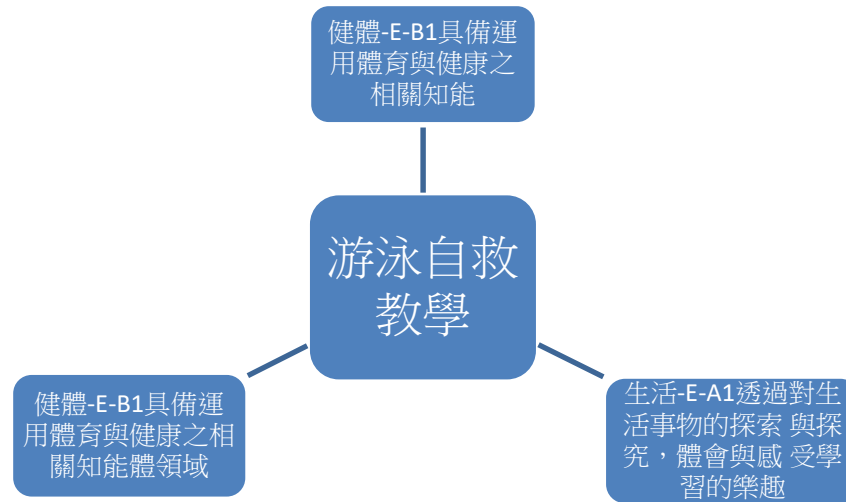 健體-E-B1具備運
用體育與健康之
相關知能
游泳自救
教學
健體-E-B1具備運
用體育與健康之相
關知能體領域
生活-E-A1透過對生
活事物的探索 與探
究，體會與感 受學
習的樂趣